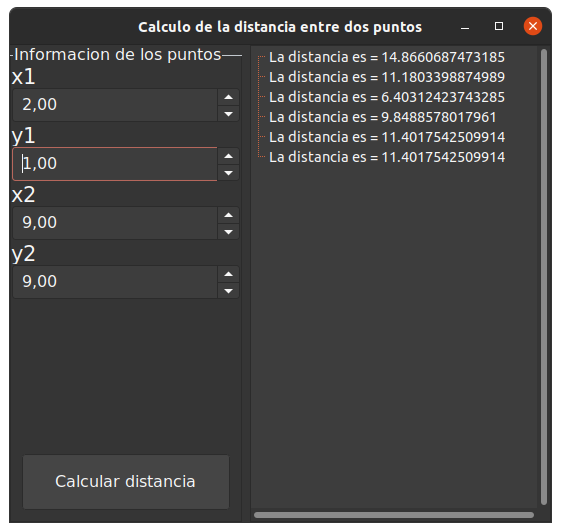 Calculo de la distancia entre dos puntos
Informacion de los puntos
x1
2,00
y1
1,00
x2
9,00
y2
9,00
Calcular distancia
La distancia es = 14.8660687473185
La distancia es = 11.1803398874989
La distancia es = 6.40312423743285
La distancia es = 9.8488578017961
La distancia es = 11.4017542509914
La distancia es = 11.4017542509914